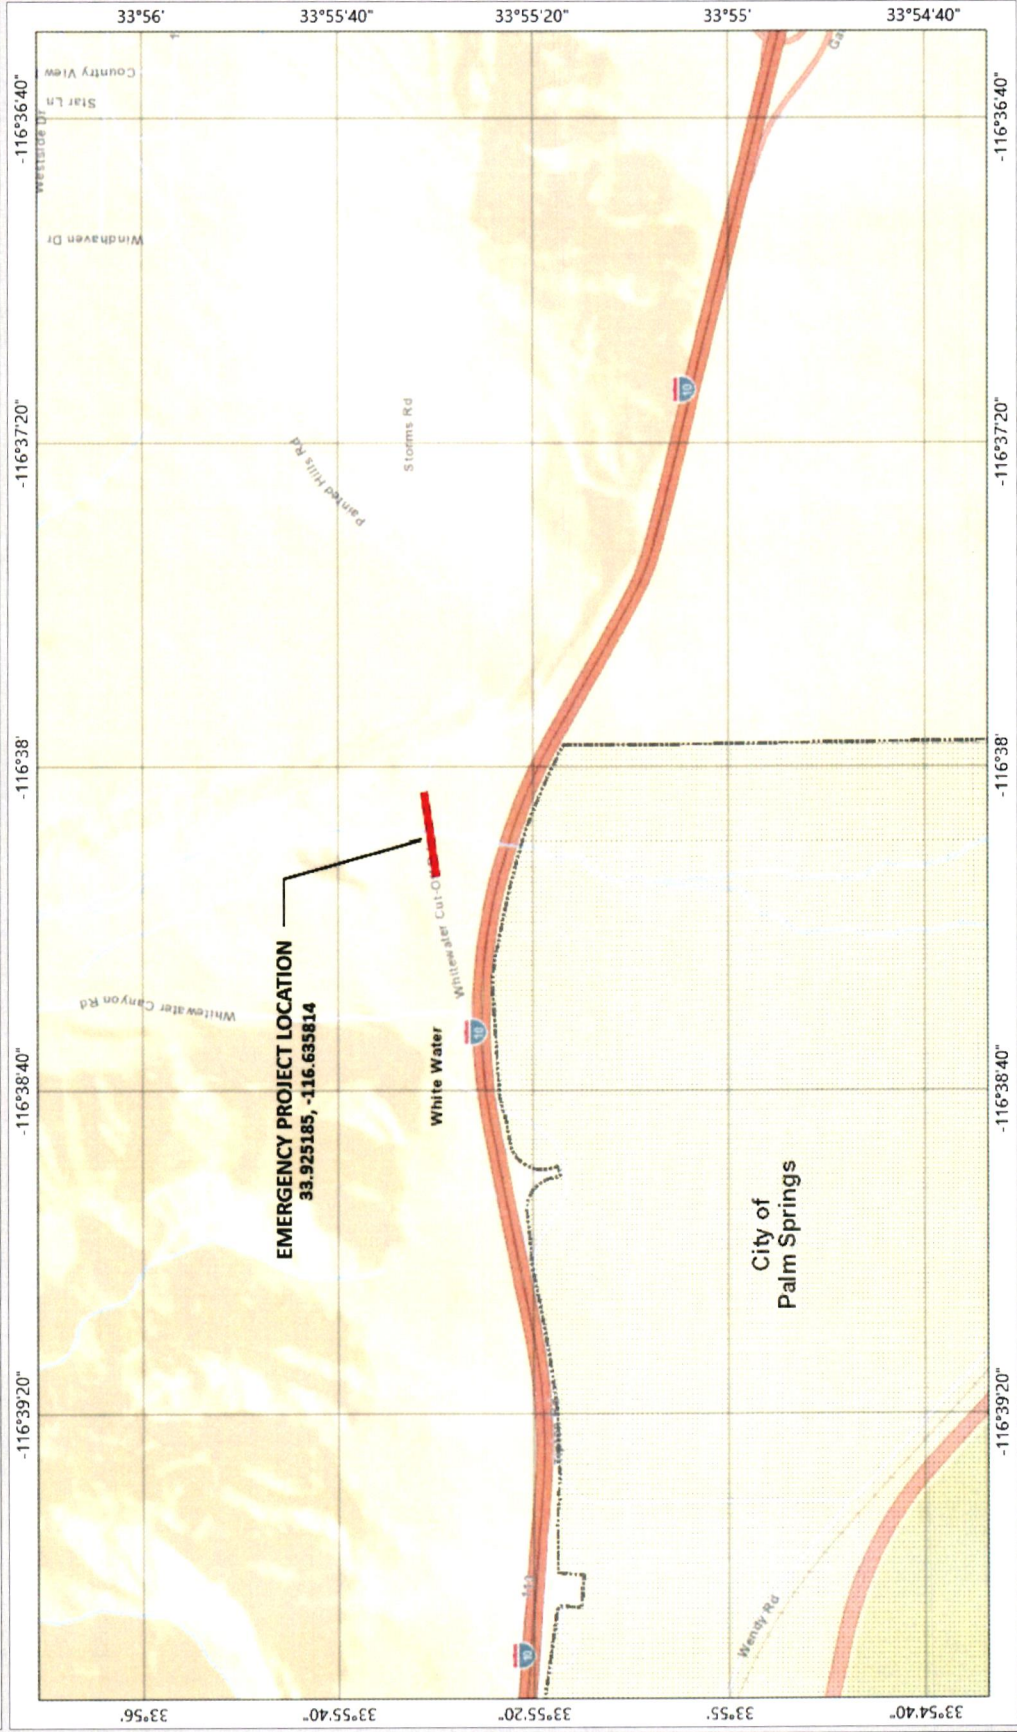 33°56'
33°55'40"
33°55'20"
33°55'
33°54'40"
-116°36'40"
-116°37'20"
-116°38'
-116°38'40"
-116°39'20"
-116°36'40"
-116°37'20"
-116°38'
-116°38'40"
-116°39'20"
33°56'
33°55'40"
33°55'20"
33°55'
33°54'40"
Country View
Star Ln
Westside Dr
Windhaven Dr
Painted Hills Rd
Storms Rd
10
EMERGENCY PROJECT LOCATION
33.925185, -116.635814
Whitewater Cut-O
Whitewater Canyon Rd
White Water
10
City of
Palm Springs
Wendy Rd
10